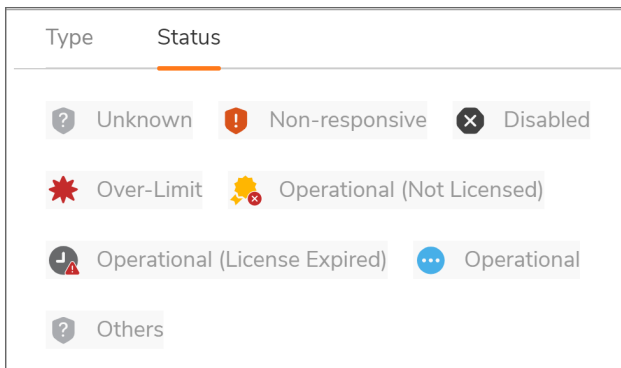 Type Status
Unknown Non-responsive Disabled
Over-Limit Operational (Not Licensed)
Operational (License Expired) Operational
Others